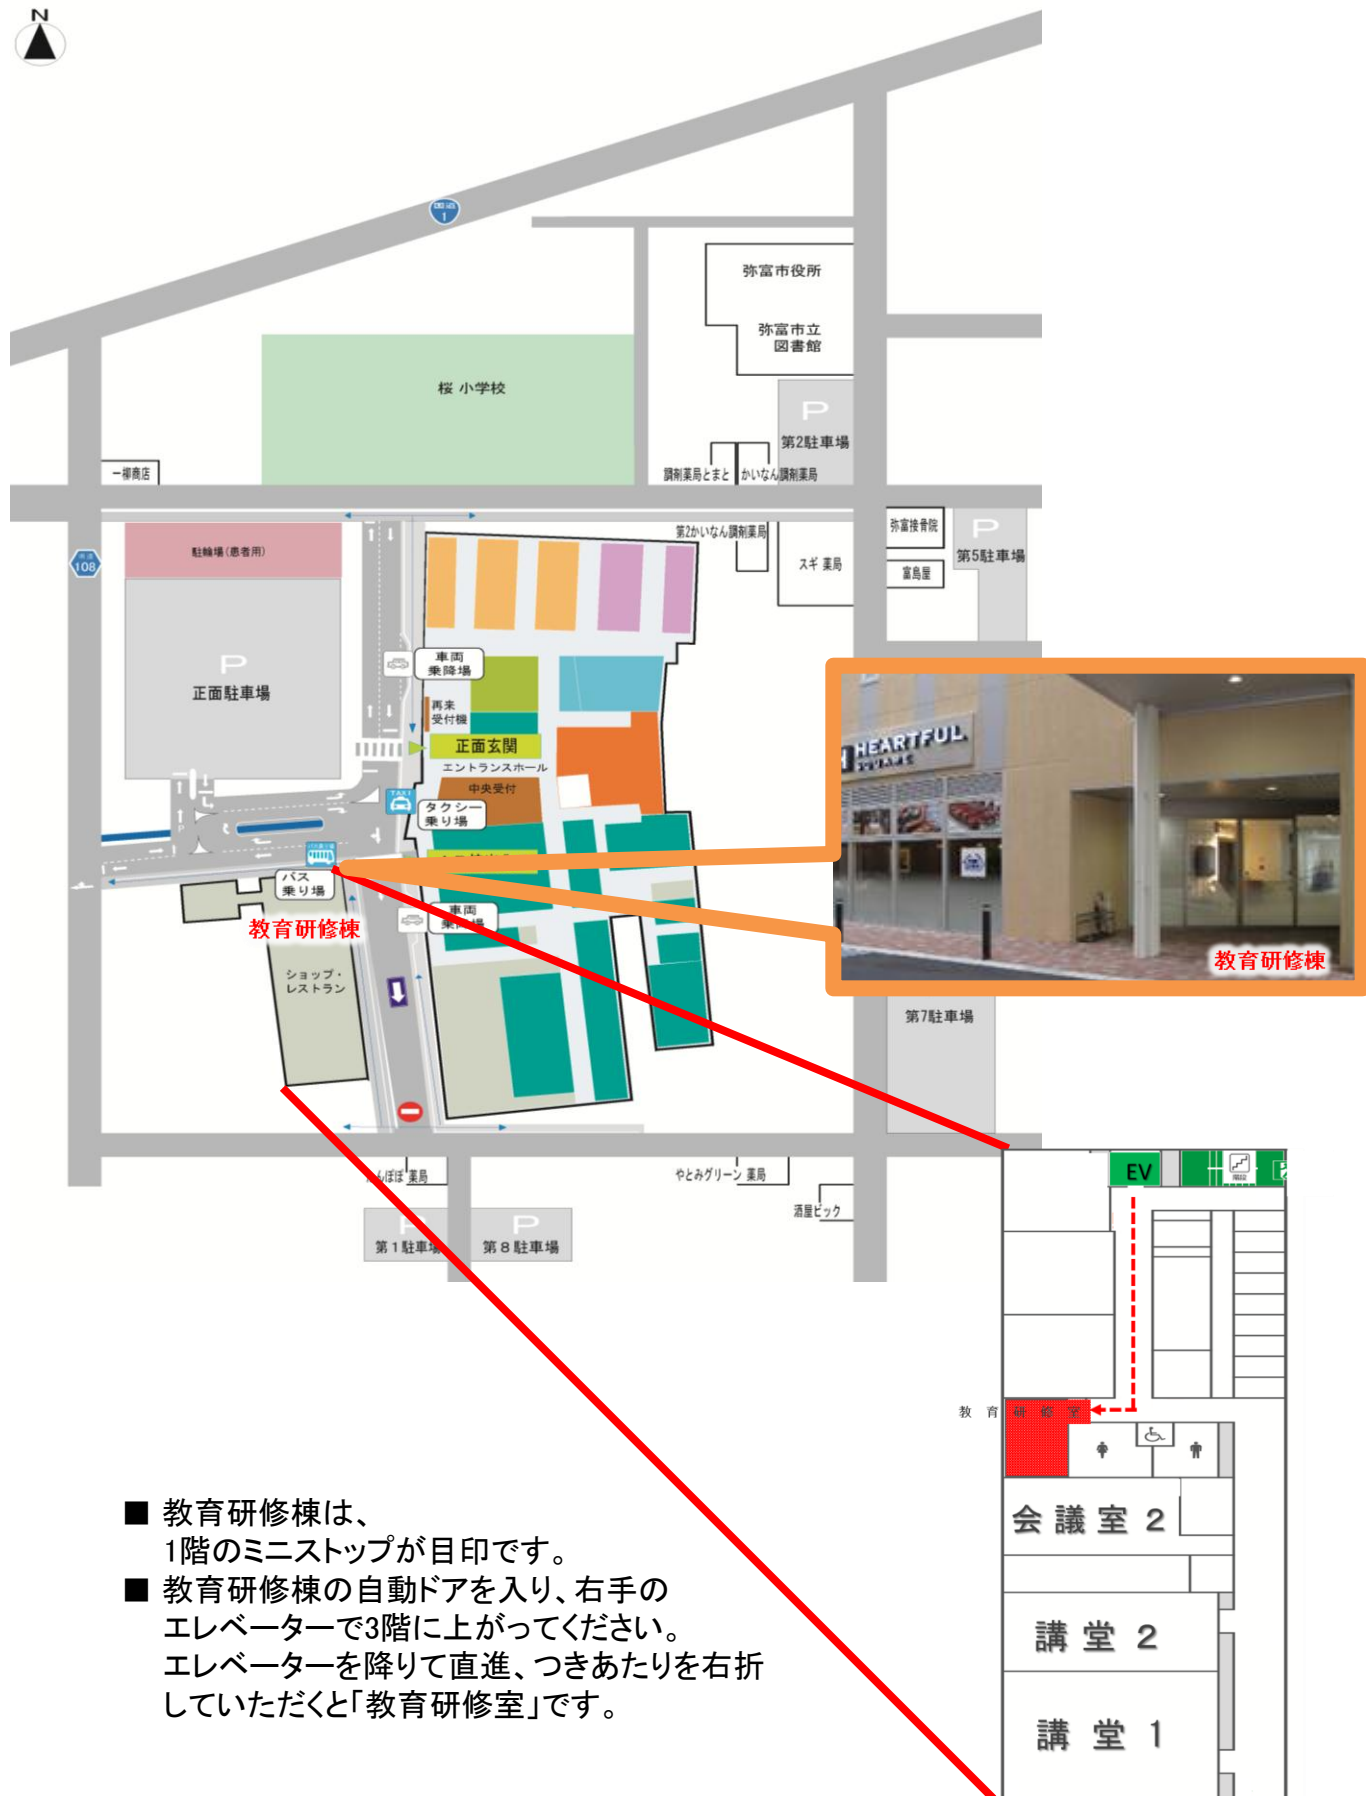 N
国道
1
弥富市役所
弥富市立
図書館
桜 小学校
P
第2駐車場
一柳商店
調剤薬局とまと
かいなん調剤薬局
駐輪場(患者用)
県道
108
第2かいなん調剤薬局
スギ 薬局
弥富接骨院
富島屋
P
第5駐車場
P
正面駐車場
車両
乗降場
再来
受付機
正面玄関
エントランスホール
中央受付
TAXI
タクシー
乗り場
バス
乗り場
車両
教育研修棟
ショップ・
レストラン
HEARTFUL
SQUARE
教育研修棟
第7駐車場
薬局
やとみグリーン 薬局
酒屋ビック
P
第1駐車場
P
第8駐車場
EV
階段
教育研修室
会議室2
講堂2
講堂1
■ 教育研修棟は、
1階のミニストップが目印です。
■ 教育研修棟の自動ドアを入り、右手の
エレベーターで3階に上がってください。
エレベーターを降りて直進、つきあたりを右折
していただくと「教育研修室」です。